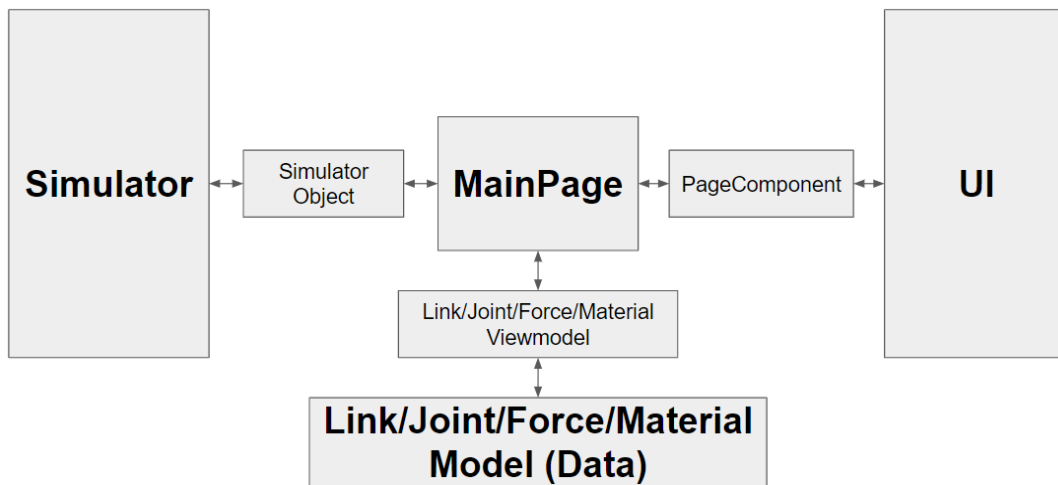 Simulator
Simulator
Object
MainPage
PageComponent
UI
Link/Joint/Force/Material
Viewmodel
Link/Joint/Force/Material
Model (Data)